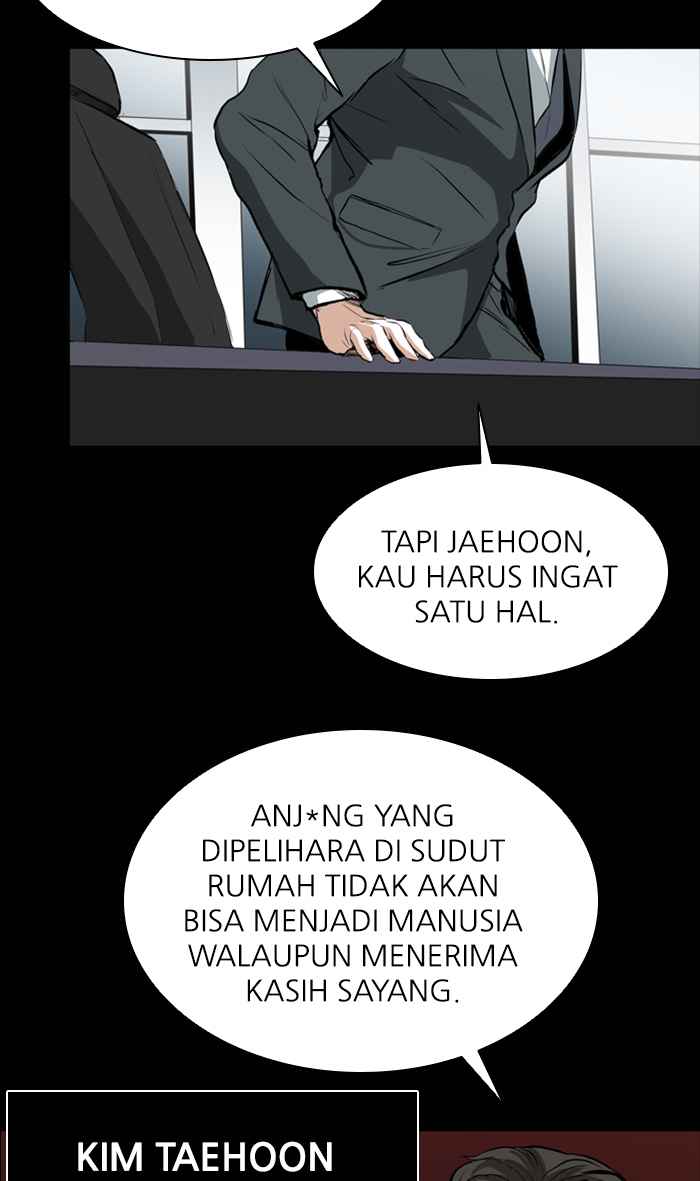 TAPI JAEHOON,
KAU HARUS INGAT
SATU HAL.
ANJ*NG YANG
DIPELIHARA DI SUDUT
RUMAH TIDAK AKAN
BISA MENJADI MANUSIA
WALAUPUN MENERIMA
KASIH SAYANG.
KIM TAEHOON